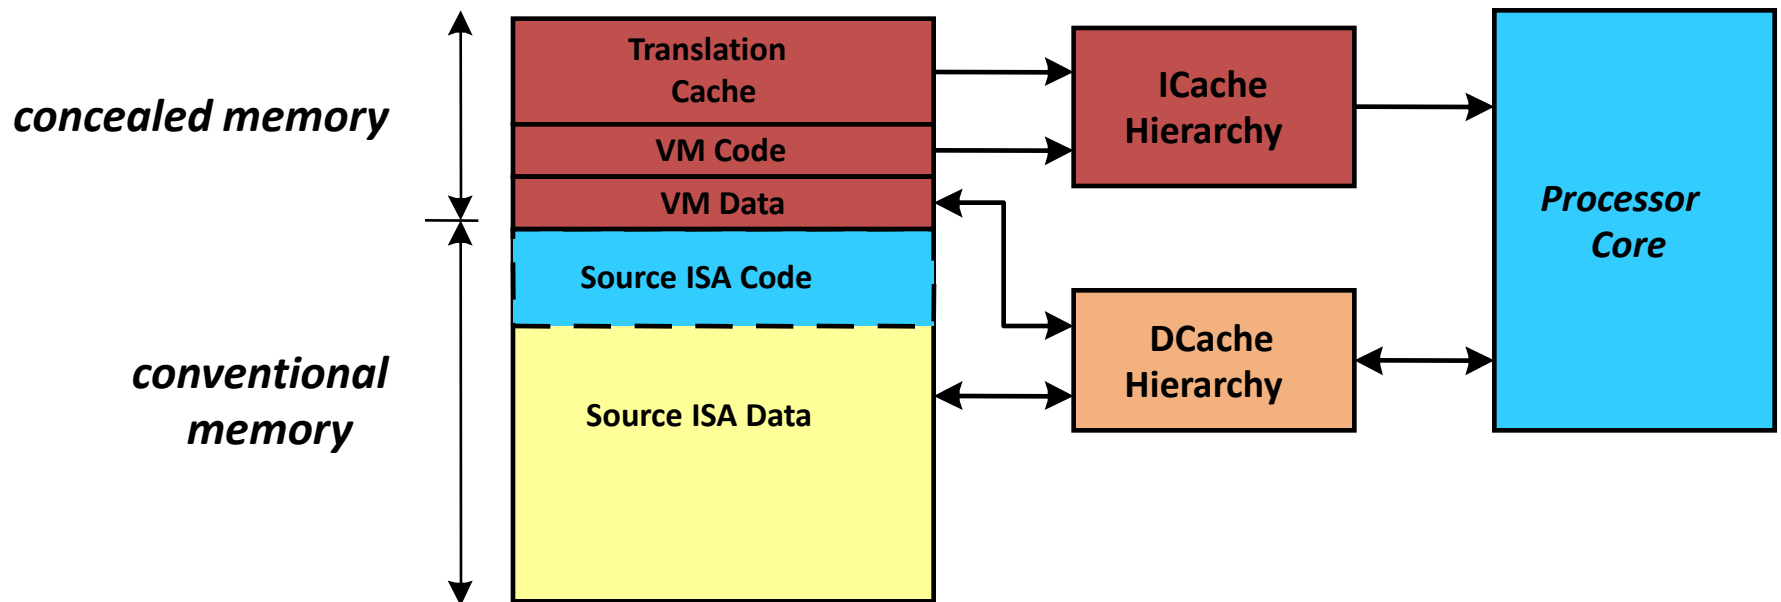 concealed memory
conventional
memory
Translation
Cache
VM Code
VM Data
Source ISA Code
Source ISA Data
ICache
Hierarchy
DCache
Hierarchy
Processor
Core